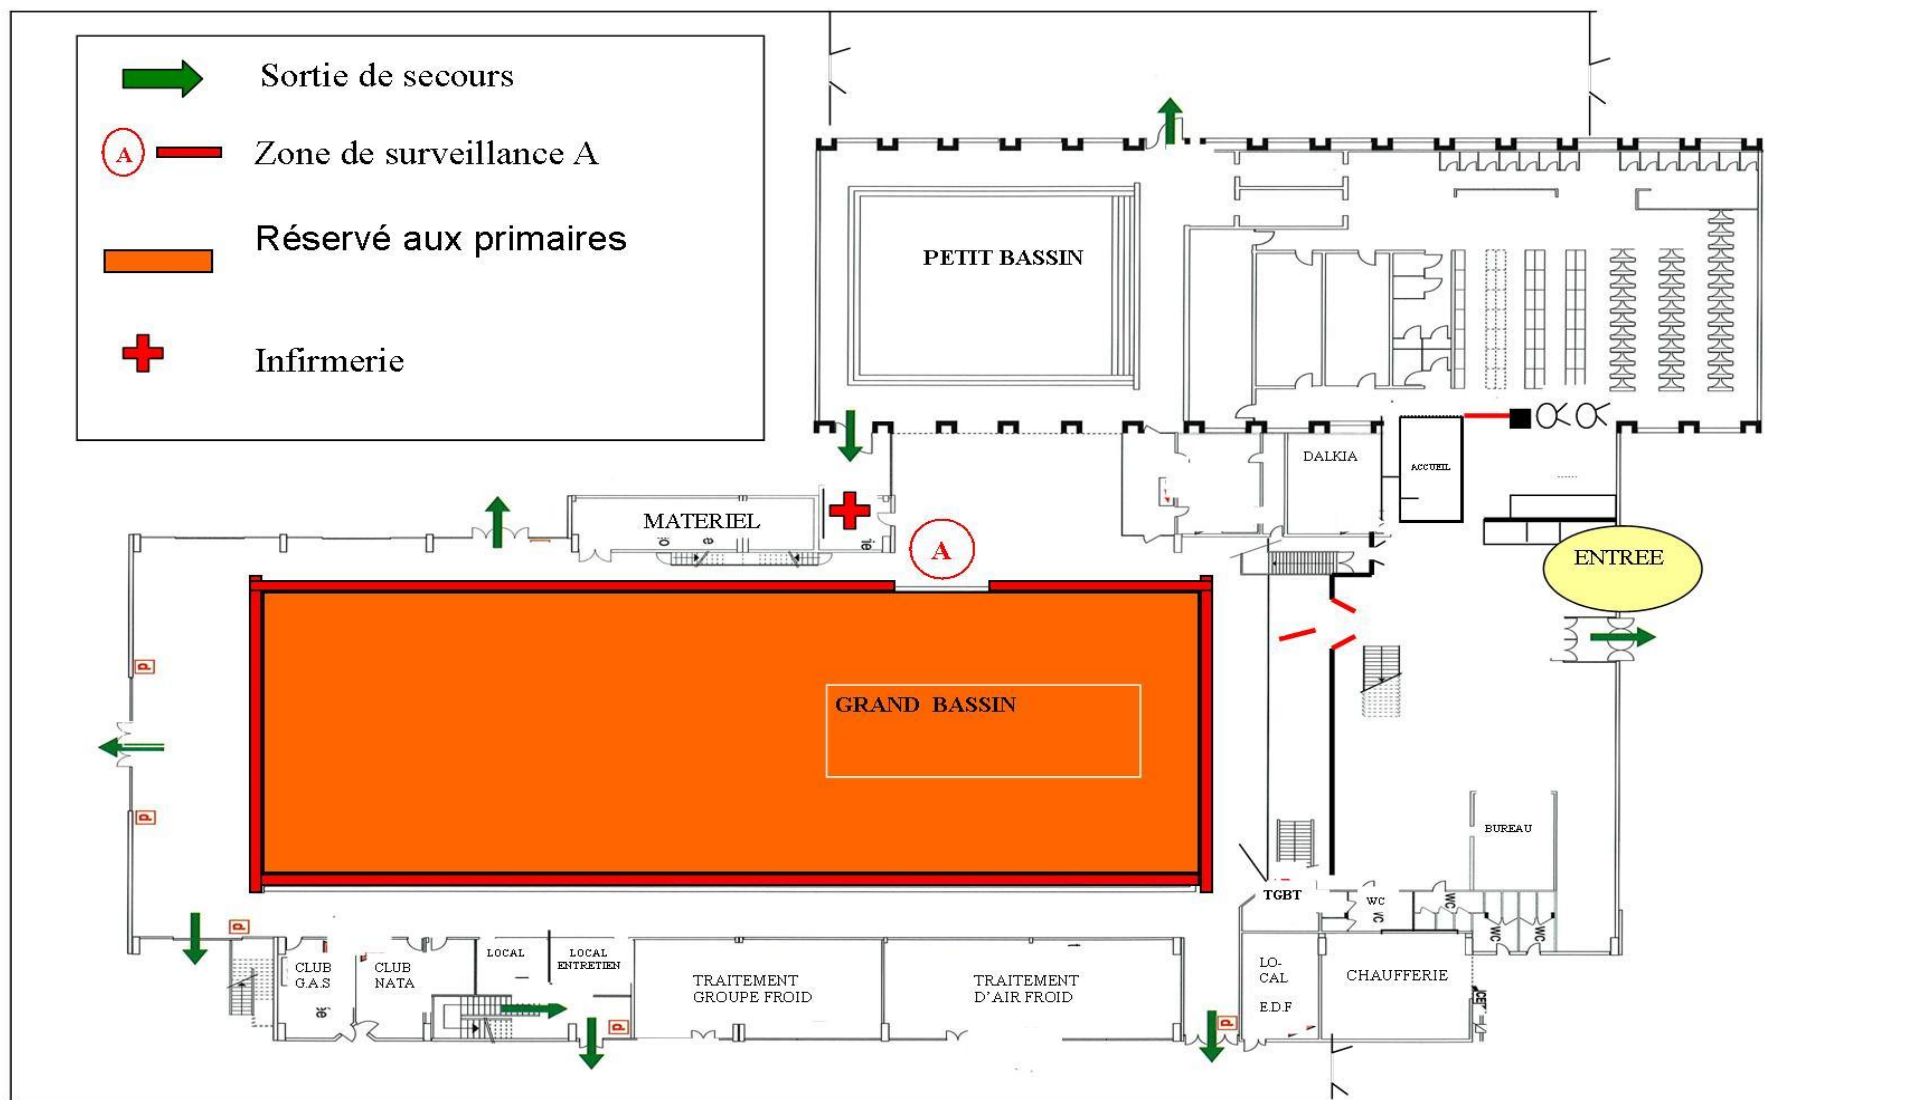 Sortie de secours
A
Zone de surveillance A
Réservé aux primaires
Infirmerie
PETIT BASSIN
DALKIA
ACCUEIL
MATERIEL
A
ENTREE
GRAND BASSIN
BUREAU
TGBT
WC
WC
WC
WC
CLUB
G.A.S
CLUB
NATA
LOCAL
LOCAL
ENTRETIEN
TRAITEMENT
GROUPE FROID
TRAITEMENT
D'AIR FROID
LO-
CAL
E.D.F
CHAUFFERIE